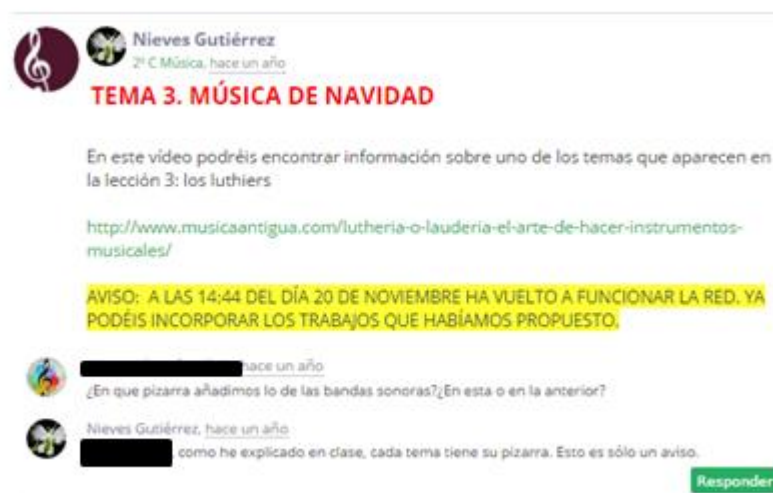 Nieves Gutiérrez
2º C Música, hace un año
TEMA 3. MÚSICA DE NAVIDAD
En este vídeo podréis encontrar información sobre uno de los temas que aparecen en
la lección 3: los luthiers
http://www.musicaantigua.com/lutheria-o-lauderia-el-arte-de-hacer-instrumentos-
musicales/
AVISO: A LAS 14:44 DEL DÍA 20 DE NOVIEMBRE HA VUELTO A FUNCIONAR LA RED. YA
PODÉIS INCORPORAR LOS TRABAJOS QUE HABÍAMOS PROPUESTO.
hace un año
¿En que pizarra añadimos lo de las bandas sonoras?¿En esta o en la anterior?
Nieves Gutiérrez, hace un año
, como he explicado en clase, cada tema tiene su pizarra. Esto es sólo un aviso.
Responder